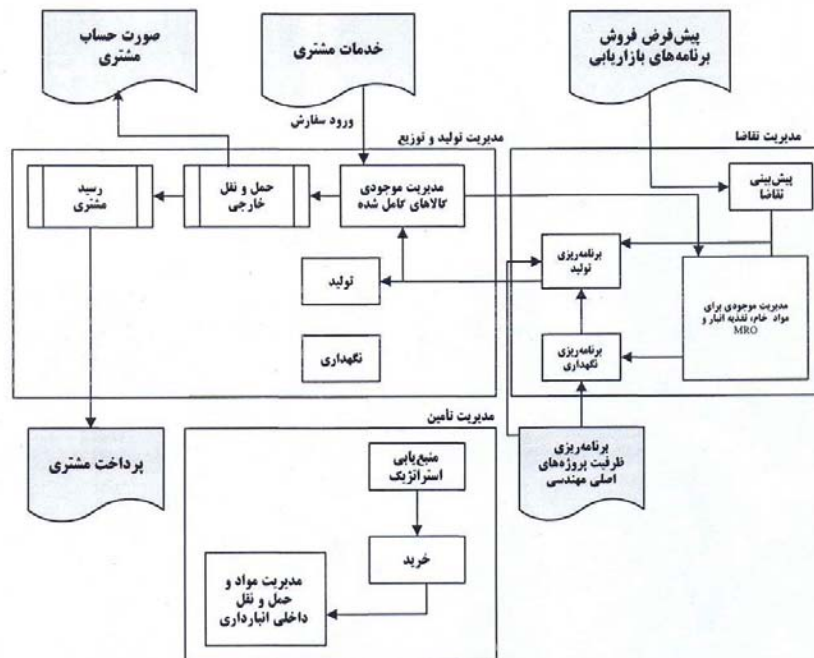 پیش‌فرض فروش
برنامه‌های بازاریابی
خدمات مشتری
صورت حساب
مشتری
ورود سفارش
مدیریت تقاضا
مدیریت تولید و توزیع
پیش‌بینی
تقاضا
مدیریت موجودی
کالاهای کامل شده
حمل و نقل
خارجی
رسید
مشتری
برنامه‌ریزی
تولید
تولید
مدیریت موجودی برای
مواد خام، تغذیه انبار و
MRO
برنامه‌ریزی
نگهداری
نگهداری
مدیریت تأمین
برنامه‌ریزی
ظرفیت پروژه‌های
اصلی مهندسی
منبع‌یابی
استراتژیک
پرداخت مشتری
خرید
مدیریت مواد و
حمل و نقل
داخلی انبارداری